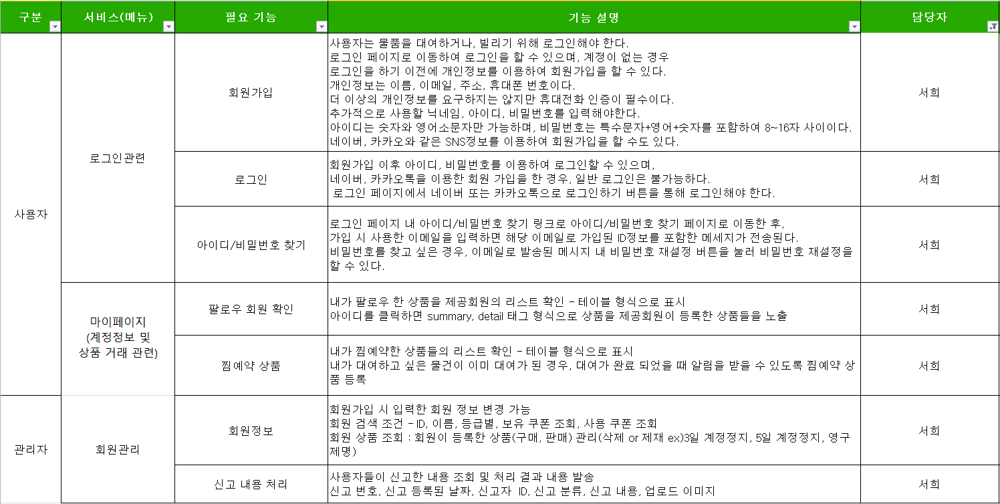 구분 서비스(메뉴) 필요 기능 기능 설명 담당자
사용자
로그인관련
회원가입
사용자는 물품을 대여하거나, 빌리기 위해 로그인해야 한다.
로그인 페이지로 이동하여 로그인을 할 수 있으며, 계정이 없는 경우
로그인을 하기 이전에 개인정보를 이용하여 회원가입을 할 수 있다.
개인정보는 이름, 이메일, 주소, 휴대폰 번호이다.
더 이상의 개인정보를 요구하지는 않지만 휴대전화 인증이 필수이다.
추가적으로 사용할 닉네임, 아이디, 비밀번호를 입력해야한다.
아이디는 숫자와 영어소문자만 가능하며, 비밀번호는 특수문자+영어+숫자를 포함하여 8~16자 사이이다.
네이버, 카카오와 같은 SNS정보를 이용하여 회원가입을 할 수도 있다.
서희
로그인
회원가입 이후 아이디, 비밀번호를 이용하여 로그인할 수 있으며,
네이버, 카카오톡을 이용한 회원 가입을 한 경우, 일반 로그인은 불가능하다.
로그인 페이지에서 네이버 또는 카카오톡으로 로그인하기 버튼을 통해 로그인해야 한다.
서희
아이디/비밀번호 찾기
로그인 페이지 내 아이디/비밀번호 찾기 링크로 아이디/비밀번호 찾기 페이지로 이동한 후,
가입 시 사용한 이메일을 입력하면 해당 이메일로 가입된 ID정보를 포함한 메세지가 전송된다.
비밀번호를 찾고 싶은 경우, 이메일로 발송된 메시지 내 비밀번호 재설정 버튼을 눌러 비밀번호 재설정을
할 수 있다.
서희
마이페이지
(계정정보 및
상품 거래 관련)
팔로우 회원 확인
내가 팔로우 한 상품을 제공회원의 리스트 확인 - 테이블 형식으로 표시
아이디를 클릭하면 summary, detail 태그 형식으로 상품을 제공회원이 등록한 상품들을 노출
서희
찜예약 상품
내가 찜예약한 상품들의 리스트 확인 - 테이블 형식으로 표시
내가 대여하고 싶은 물건이 이미 대여가 된 경우, 대여가 완료 되었을 때 알림을 받을 수 있도록 찜예약 상
품 등록
서희
관리자
회원관리
회원정보
회원가입 시 입력한 회원 정보 변경 가능
회원 검색 조건 - ID, 이름, 등급별, 보유 쿠폰 조회, 사용 쿠폰 조회
회원 상품 조회 : 회원이 등록한 상품(구매, 판매) 관리(삭제 or 제재 ex)3일 계정정지, 5일 계정정지, 영구
제명)
서희
신고 내용 처리
사용자들이 신고한 내용 조회 및 처리 결과 내용 발송
신고 번호, 신고 등록된 날짜, 신고자 ID, 신고 분류, 신고 내용, 업로드 이미지
서희